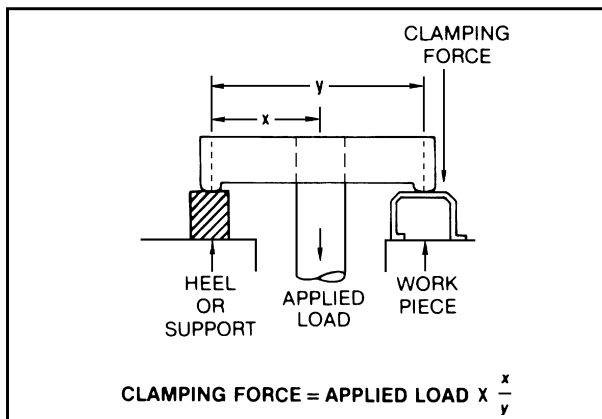 CLAMPING
FORCE
y
x
HEEL
OR
SUPPORT
APPLIED
LOAD
WORK
PIECE
CLAMPING FORCE = APPLIED LOAD X x/y